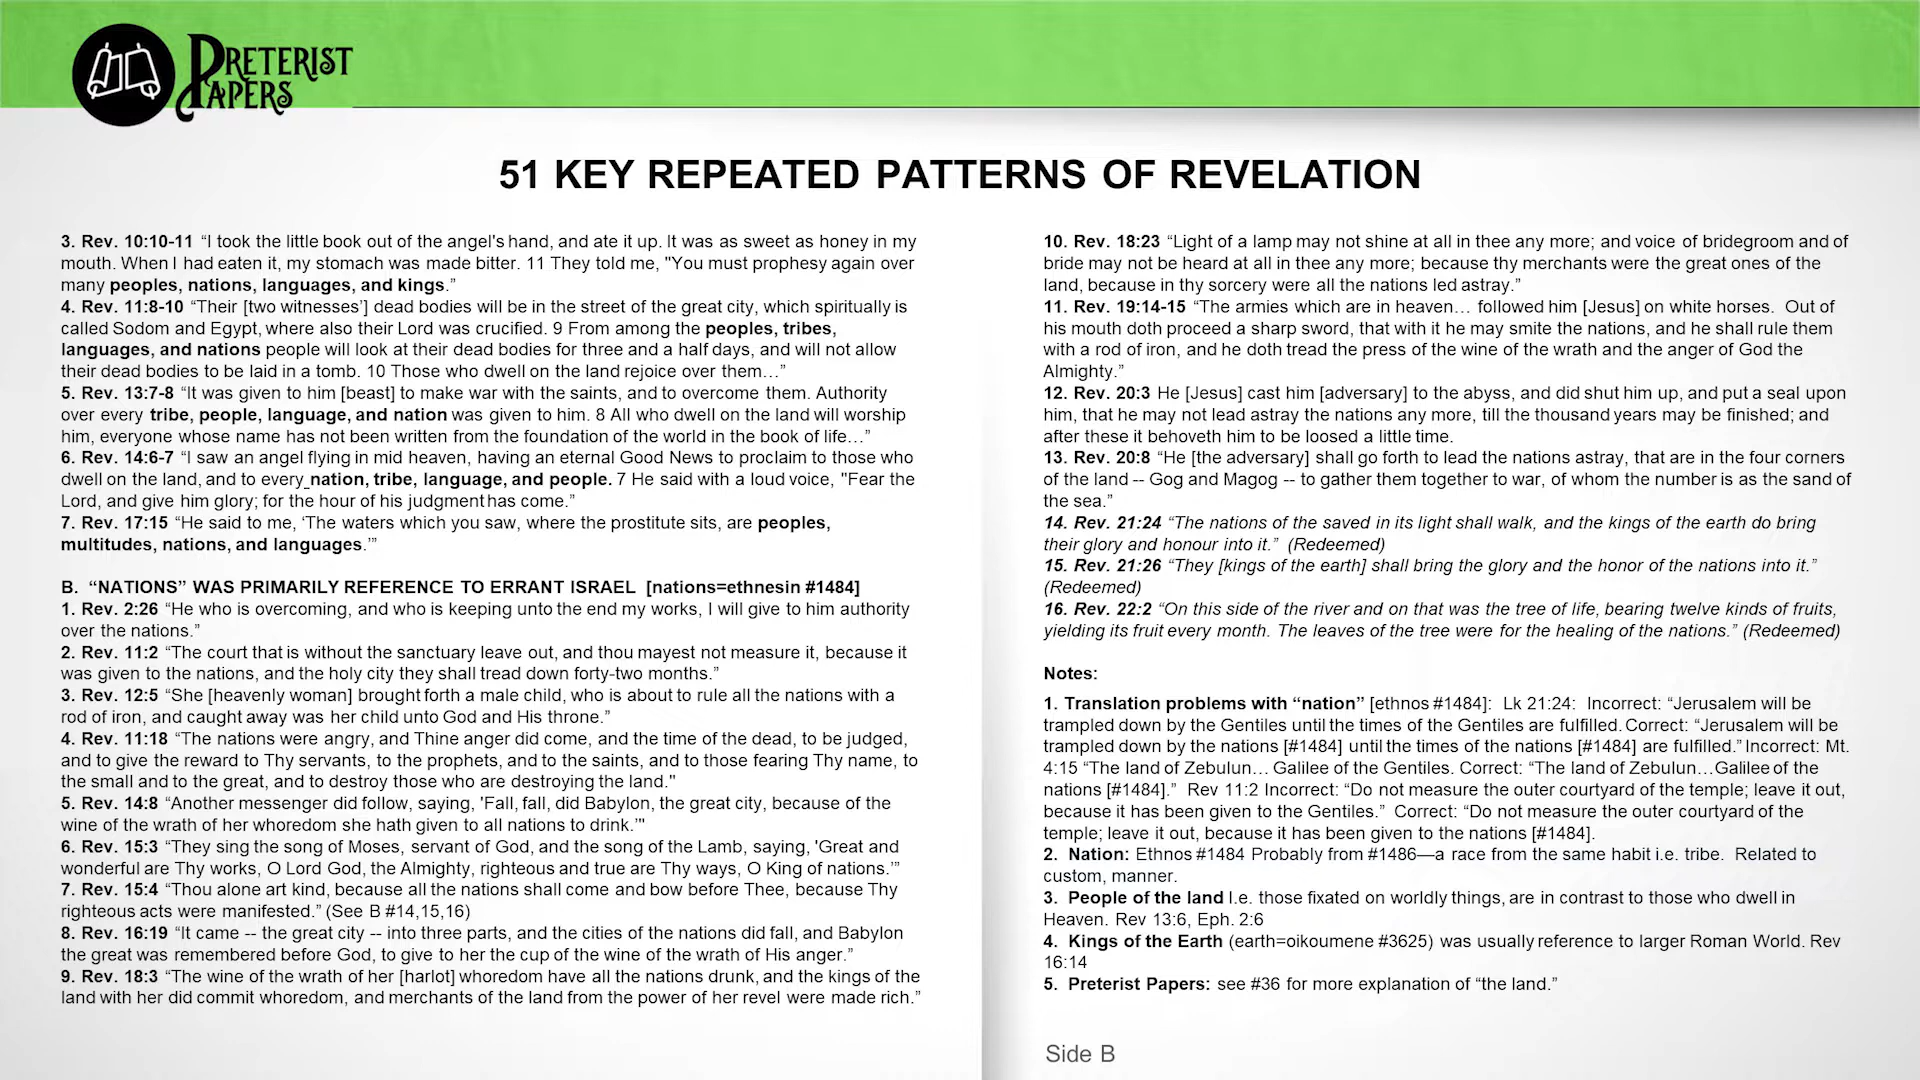 PRETERIST
PAPERS
51 KEY REPEATED PATTERNS OF REVELATION
3. Rev. 10:10-11 “I took the little book out of the angel's hand, and ate it up. It was as sweet as honey in my
mouth. When I had eaten it, my stomach was made bitter. 11 They told me, "You must prophesy again over
many peoples, nations, languages, and kings.”
4. Rev. 11:8-10 “Their [two witnesses’] dead bodies will be in the street of the great city, which spiritually is
called Sodom and Egypt, where also their Lord was crucified. 9 From among the peoples, tribes,
languages, and nations people will look at their dead bodies for three and a half days, and will not allow
their dead bodies to be laid in a tomb. 10 Those who dwell on the land rejoice over them…”
5. Rev. 13:7-8 “It was given to him [beast] to make war with the saints, and to overcome them. Authority
over every tribe, people, language, and nation was given to him. 8 All who dwell on the land will worship
him, everyone whose name has not been written from the foundation of the world in the book of life…”
6. Rev. 14:6-7 “I saw an angel flying in mid heaven, having an eternal Good News to proclaim to those who
dwell on the land, and to every_nation, tribe, language, and people. 7 He said with a loud voice, "Fear the
Lord, and give him glory; for the hour of his judgment has come.”
7. Rev. 17:15 “He said to me, ‘The waters which you saw, where the prostitute sits, are peoples,
multitudes, nations, and languages.’”
B. “NATIONS” WAS PRIMARILY REFERENCE TO ERRANT ISRAEL [nations=ethnesin #1484]
1. Rev. 2:26 “He who is overcoming, and who is keeping unto the end my works, I will give to him authority
over the nations.”
2. Rev. 11:2 “The court that is without the sanctuary leave out, and thou mayest not measure it, because it
was given to the nations, and the holy city they shall tread down forty-two months.”
3. Rev. 12:5 “She [heavenly woman] brought forth a male child, who is about to rule all the nations with a
rod of iron, and caught away was her child unto God and His throne.”
4. Rev. 11:18 “The nations were angry, and Thine anger did come, and the time of the dead, to be judged,
and to give the reward to Thy servants, to the prophets, and to the saints, and to those fearing Thy name, to
the small and to the great, and to destroy those who are destroying the land."
5. Rev. 14:8 “Another messenger did follow, saying, 'Fall, fall, did Babylon, the great city, because of the
wine of the wrath of her whoredom she hath given to all nations to drink.’"
6. Rev. 15:3 “They sing the song of Moses, servant of God, and the song of the Lamb, saying, 'Great and
wonderful are Thy works, O Lord God, the Almighty, righteous and true are Thy ways, O King of nations.’”
7. Rev. 15:4 “Thou alone art kind, because all the nations shall come and bow before Thee, because Thy
righteous acts were manifested.” (See B #14,15,16)
8. Rev. 16:19 “It came -- the great city -- into three parts, and the cities of the nations did fall, and Babylon
the great was remembered before God, to give to her the cup of the wine of the wrath of His anger.”
9. Rev. 18:3 “The wine of the wrath of her [harlot] whoredom have all the nations drunk, and the kings of the
land with her did commit whoredom, and merchants of the land from the power of her revel were made rich.”
10. Rev. 18:23 “Light of a lamp may not shine at all in thee any more; and voice of bridegroom and of
bride may not be heard at all in thee any more; because thy merchants were the great ones of the
land, because in thy sorcery were all the nations led astray.”
11. Rev. 19:14-15 “The armies which are in heaven… followed him [Jesus] on white horses. Out of
his mouth doth proceed a sharp sword, that with it he may smite the nations, and he shall rule them
with a rod of iron, and he doth tread the press of the wine of the wrath and the anger of God the
Almighty.”
12. Rev. 20:3 He [Jesus] cast him [adversary] to the abyss, and did shut him up, and put a seal upon
him, that he may not lead astray the nations any more, till the thousand years may be finished; and
after these it behoveth him to be loosed a little time.
13. Rev. 20:8 “He [the adversary] shall go forth to lead the nations astray, that are in the four corners
of the land -- Gog and Magog -- to gather them together to war, of whom the number is as the sand of
the sea.”
14. Rev. 21:24 “The nations of the saved in its light shall walk, and the kings of the earth do bring
their glory and honour into it.” (Redeemed)
15. Rev. 21:26 “They [kings of the earth] shall bring the glory and the honor of the nations into it.”
(Redeemed)
16. Rev. 22:2 “On this side of the river and on that was the tree of life, bearing twelve kinds of fruits,
yielding its fruit every month. The leaves of the tree were for the healing of the nations.” (Redeemed)
Notes:
1. Translation problems with “nation” [ethnos #1484]: Lk 21:24: Incorrect: “Jerusalem will be
trampled down by the Gentiles until the times of the Gentiles are fulfilled. Correct: “Jerusalem will be
trampled down by the nations [#1484] until the times of the nations [#1484] are fulfilled.” Incorrect: Mt.
4:15 “The land of Zebulun… Galilee of the Gentiles. Correct: “The land of Zebulun…Galilee of the
nations [#1484].” Rev 11:2 Incorrect: “Do not measure the outer courtyard of the temple; leave it out,
because it has been given to the Gentiles.” Correct: “Do not measure the outer courtyard of the
temple; leave it out, because it has been given to the nations [#1484].
2. Nation: Ethnos #1484 Probably from #1486—a race from the same habit i.e. tribe. Related to
custom, manner.
3. People of the land I.e. those fixated on worldly things, are in contrast to those who dwell in
Heaven. Rev 13:6, Eph. 2:6
4. Kings of the Earth (earth=oikoumene #3625) was usually reference to larger Roman World. Rev
16:14
5. Preterist Papers: see #36 for more explanation of “the land.”
Side B